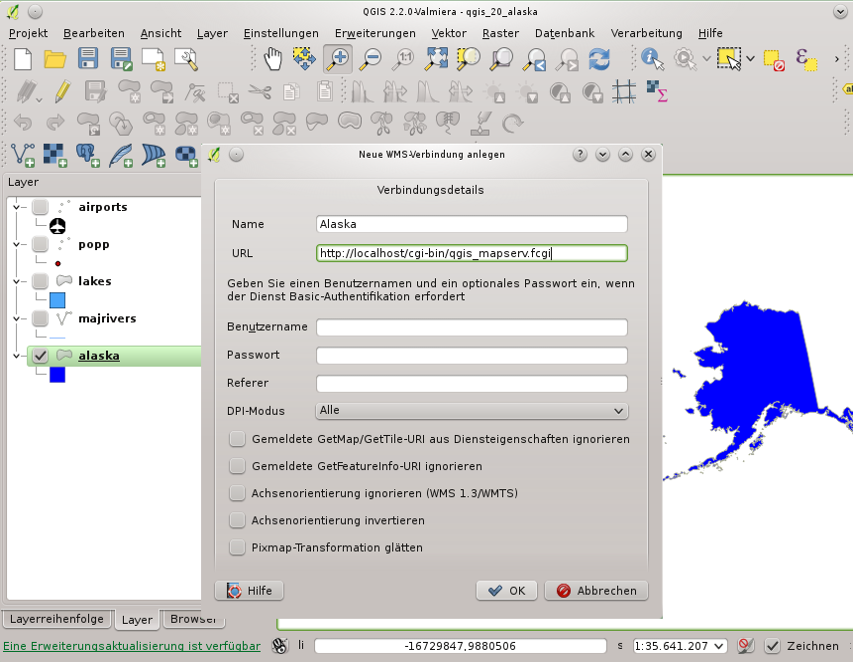 QGIS 2.2.0-Valmiera - qgis_20_alaska
Projekt Bearbeiten Ansicht Layer Einstellungen Erweiterungen Vektor Raster Datenbank Verarbeitung Hilfe
Layer
airports
popp
lakes
majrivers
alaska
Neue WMS-Verbindung anlegen
Verbindungsdetails
Name Alaska
URL http://localhost/cgi-bin/qgis_mapserv.fcgi
Geben Sie einen Benutzernamen und ein optionales Passwort ein, wenn
der Dienst Basic-Authentifikation erfordert
Benutzername
Passwort
Referer
DPI-Modus Alle
Gemeldete GetMap/GetTile-URI aus Diensteigenschaften ignorieren
Gemeldete GetFeatureInfo-URI ignorieren
Achsenorientierung ignorieren (WMS 1.3/WMTS)
Achsenorientierung invertieren
Pixmap-Transformation glätten
Hilfe OK Abbrechen
Layerreihenfolge Layer Browser
Eine Erweiterungsaktualisierung ist verfügbar li -16729847,9880506 s 1:35.641.207 Zeichnen